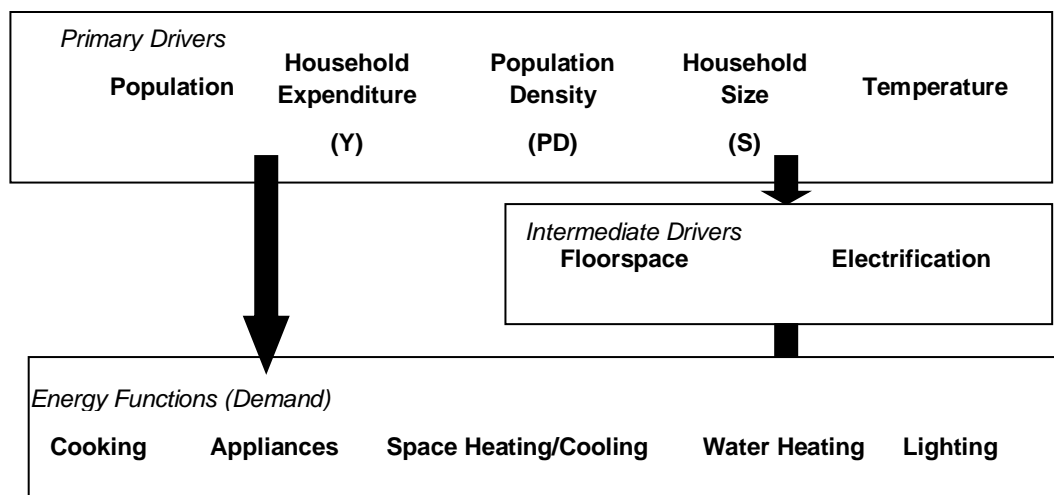 Primary Drivers
Population
Household
Expenditure
(Y)
Population
Density
(PD)
Household
Size
(S)
Temperature
Intermediate Drivers
Floorspace
Electrification
Energy Functions (Demand)
Cooking
Appliances
Space Heating/Cooling
Water Heating
Lighting